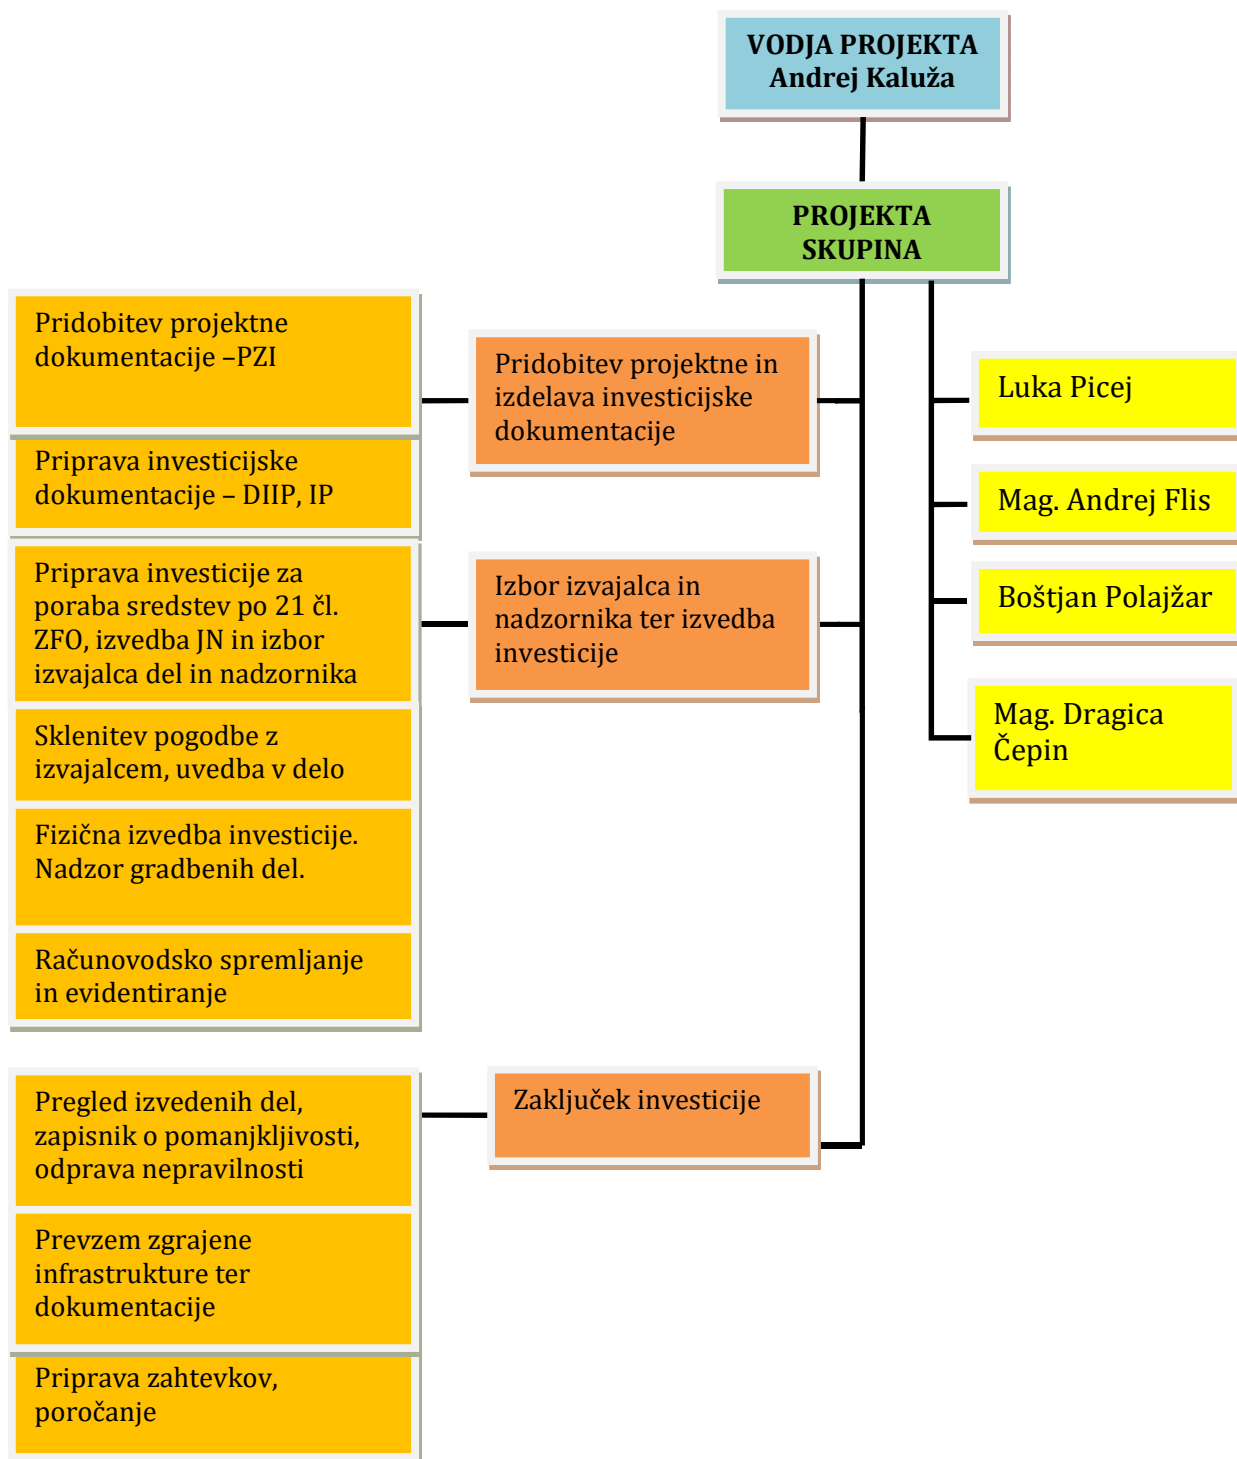 VODJA PROJEKTA
Andrej Kaluža
PROJEKTA
SKUPINA
Pridobitev projektne
dokumentacije –PZI
Priprava investicijske
dokumentacije – DIIP, IP
Pridobitev projektne in
izdelava investicijske
dokumentacije
Luka Picej
Mag. Andrej Flis
Boštjan Polajžar
Mag. Dragica
Čepin
Priprava investicije za
poraba sredstev po 21 čl.
ZFO, izvedba JN in izbor
izvajalca del in nadzornika
Sklenitev pogodbe z
izvajalcem, uvedba v delo
Fizična izvedba investicije.
Nadzor gradbenih del.
Računovodsko spremljanje
in evidentiranje
Izbor izvajalca in
nadzornika ter izvedba
investicije
Pregled izvedenih del,
zapisnik o pomanjkljivosti,
odprava nepravilnosti
Prevzem zgrajene
infrastrukture ter
dokumentacije
Priprava zahtevkov,
poročanje
Zaključek investicije